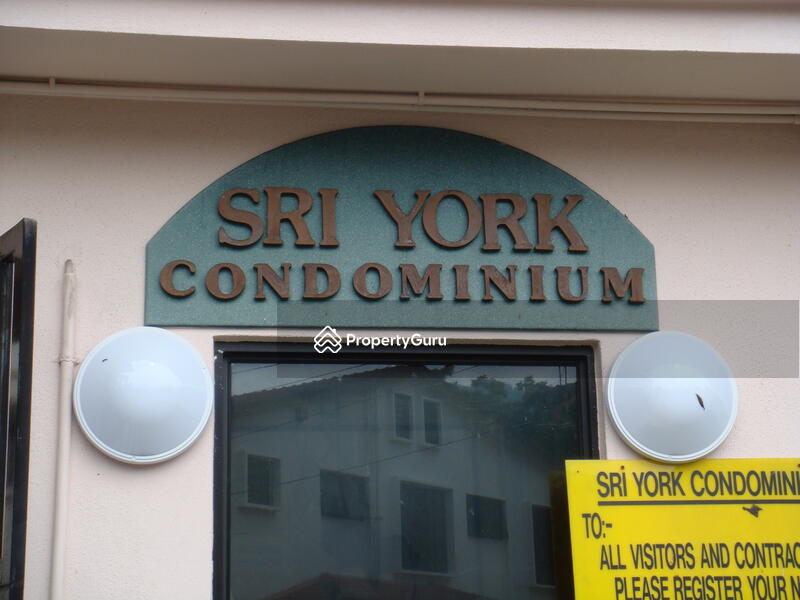 SRI YORK
CONDOMINIUM
PropertyGuru
SRI YORK CONDOMINI
TO:-
ALL VISITORS AND CONTRAC
PLEASE REGISTER YOUR N